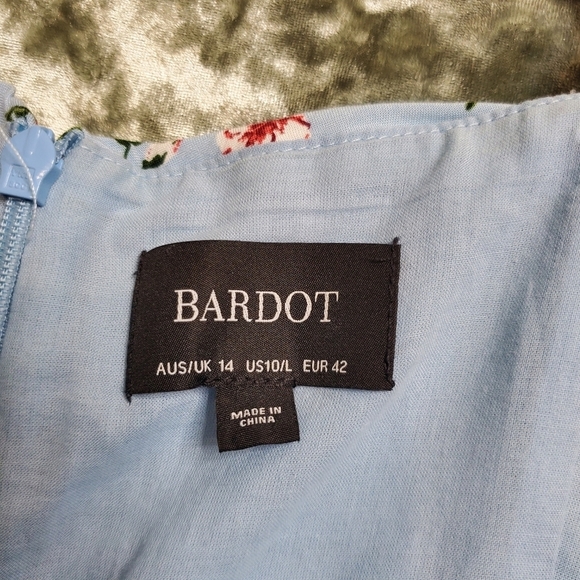 BARDOT
AUS/UK 14 US10/L EUR 42
MADE IN
CHINA